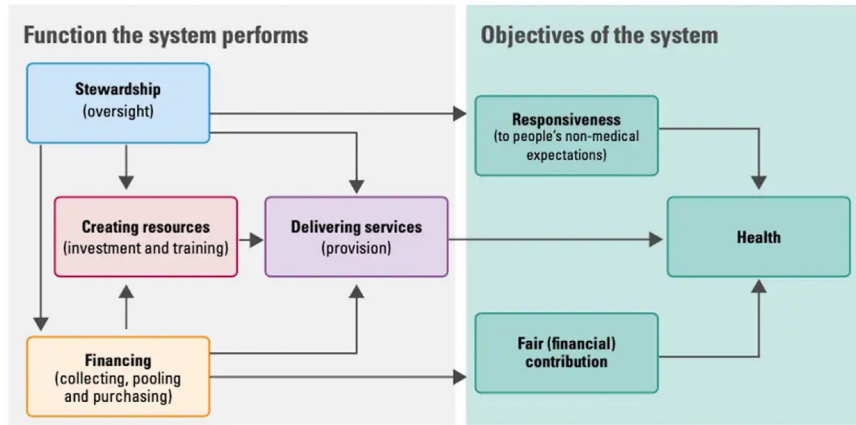 Function the system performs
Objectives of the system
Stewardship
(oversight)
Responsiveness
(to people's non-medical
expectations)
Creating resources
(investment and training)
Delivering services
(provision)
Health
Financing
(collecting, pooling
and purchasing)
Fair (financial)
contribution